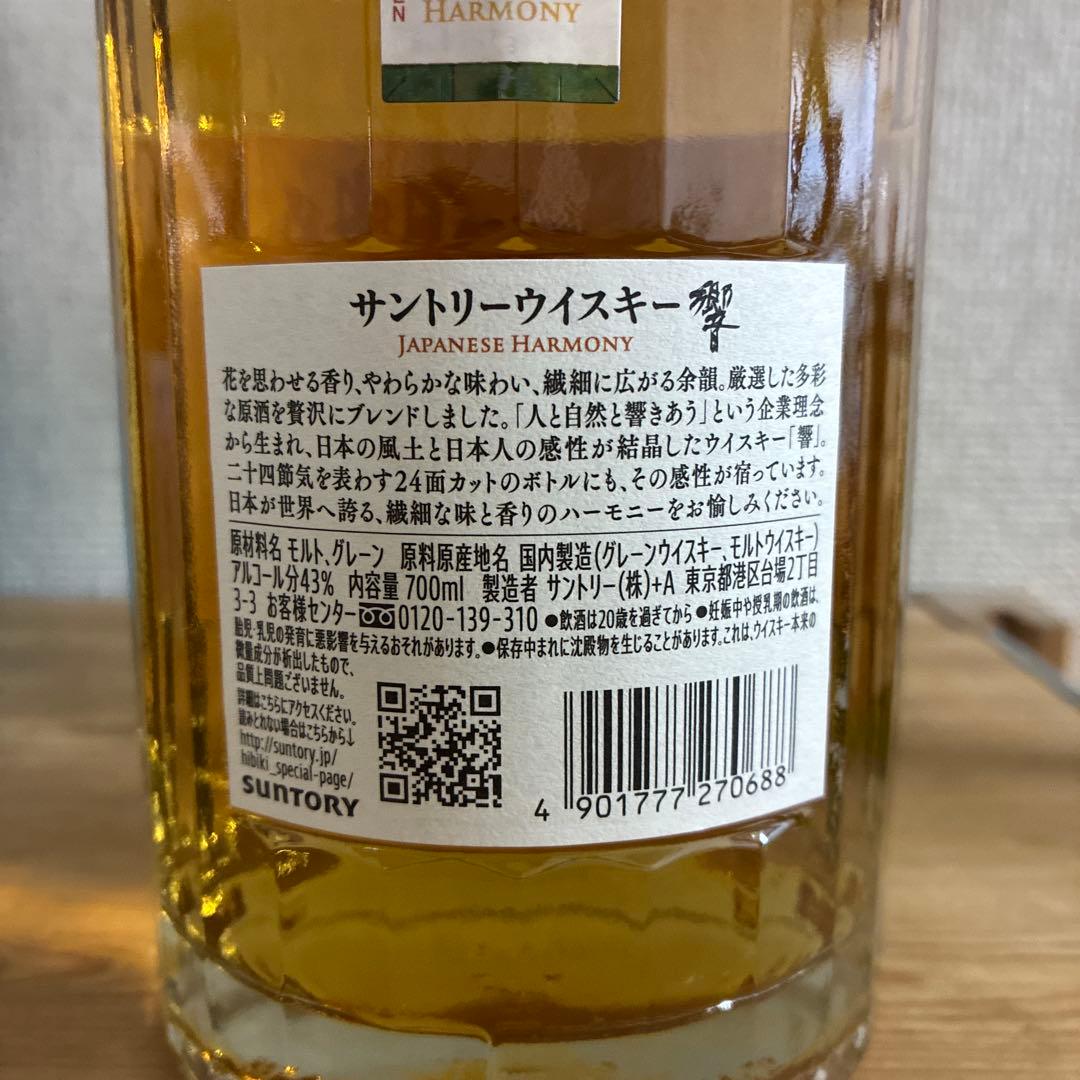 EN
HARMONY
サントリーウイスキー響
JAPANESE HARMONY
花を思わせる香り、やわらかな味わい、繊細に広がる余韻。厳選した多彩
な原酒を贅沢にブレンドしました。「人と自然と響きあう」という企業理念
から生まれ、日本の風土と日本人の感性が結晶したウイスキー「響」。
二十四節気を表わす24面カットのボトルにも、その感性が宿っています。
日本が世界へ誇る、繊細な味と香りのハーモニーをお愉しみください。
原材料名 モルト、グレーン 原料原産地名 国内製造(グレーンウイスキー、モルトウイスキー)
アルコール分43% 内容量 700ml 製造者 サントリー(株)+A 東京都港区台場2丁目
3-3 お客様センター 0120-139-310 ●飲酒は20歳を過ぎてから ●妊娠中や授乳期の飲酒は、
胎児・乳児の発育に悪影響を与えるおそれがあります。●保存中まれに沈殿物を生じることがあります。これは、ウイスキー本来の
微量成分が析出したもので、
品質上問題ございません。
詳細はこちらにアクセスください。
読みとれない場合はこちらから↓
http://suntory.jp/
hibiki_special-page/
SUNTORY
4 901777 270688